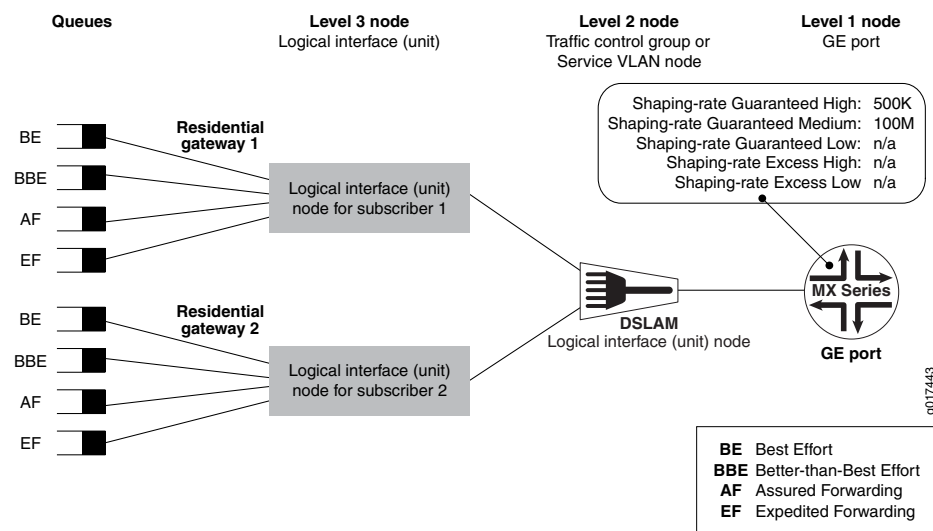 Queues
Level 3 node
Logical interface (unit)
Level 2 node
Traffic control group or
Service VLAN node
Level 1 node
GE port
Shaping-rate Guaranteed High: 500K
Shaping-rate Guaranteed Medium: 100M
Shaping-rate Guaranteed Low: n/a
Shaping-rate Excess High: n/a
Shaping-rate Excess Low n/a
BE
BBE
AF
EF
Residential
gateway 1
Logical interface (unit)
node for subscriber 1
BE
BBE
AF
EF
Residential
gateway 2
Logical interface (unit)
node for subscriber 2
DSLAM
Logical interface (unit) node
MX Series
GE port
g017443
BE Best Effort
BBE Better-than-Best Effort
AF Assured Forwarding
EF Expedited Forwarding